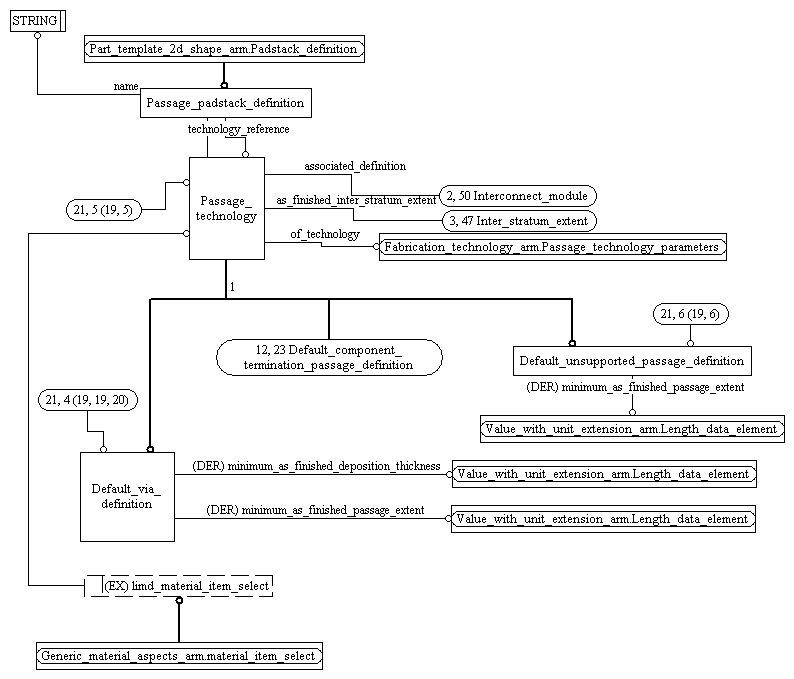 STRING
Part_template_2d_shape_arm.Padstack_definition
name
Passage_padstack_definition
technology_reference
associated_definition
Passage_
technology
2, 50 Interconnect_module
21, 5 (19, 5)
as_finished_inter_stratum_extent
3, 47 Inter_stratum_extent
of_technology
Fabrication_technology_arm.Passage_technology_parameters
1
21, 6 (19, 6)
12, 23 Default_component_
termination_passage_definition
Default_unsupported_passage_definition
(DER) minimum_as_finished_passage_extent
21, 4 (19, 19, 20)
Value_with_unit_extension_arm.Length_data_element
Default_via_
definition
(DER) minimum_as_finished_deposition_thickness
Value_with_unit_extension_arm.Length_data_element
(DER) minimum_as_finished_passage_extent
Value_with_unit_extension_arm.Length_data_element
(EX) limd_material_item_select
Generic_material_aspects_arm.material_item_select